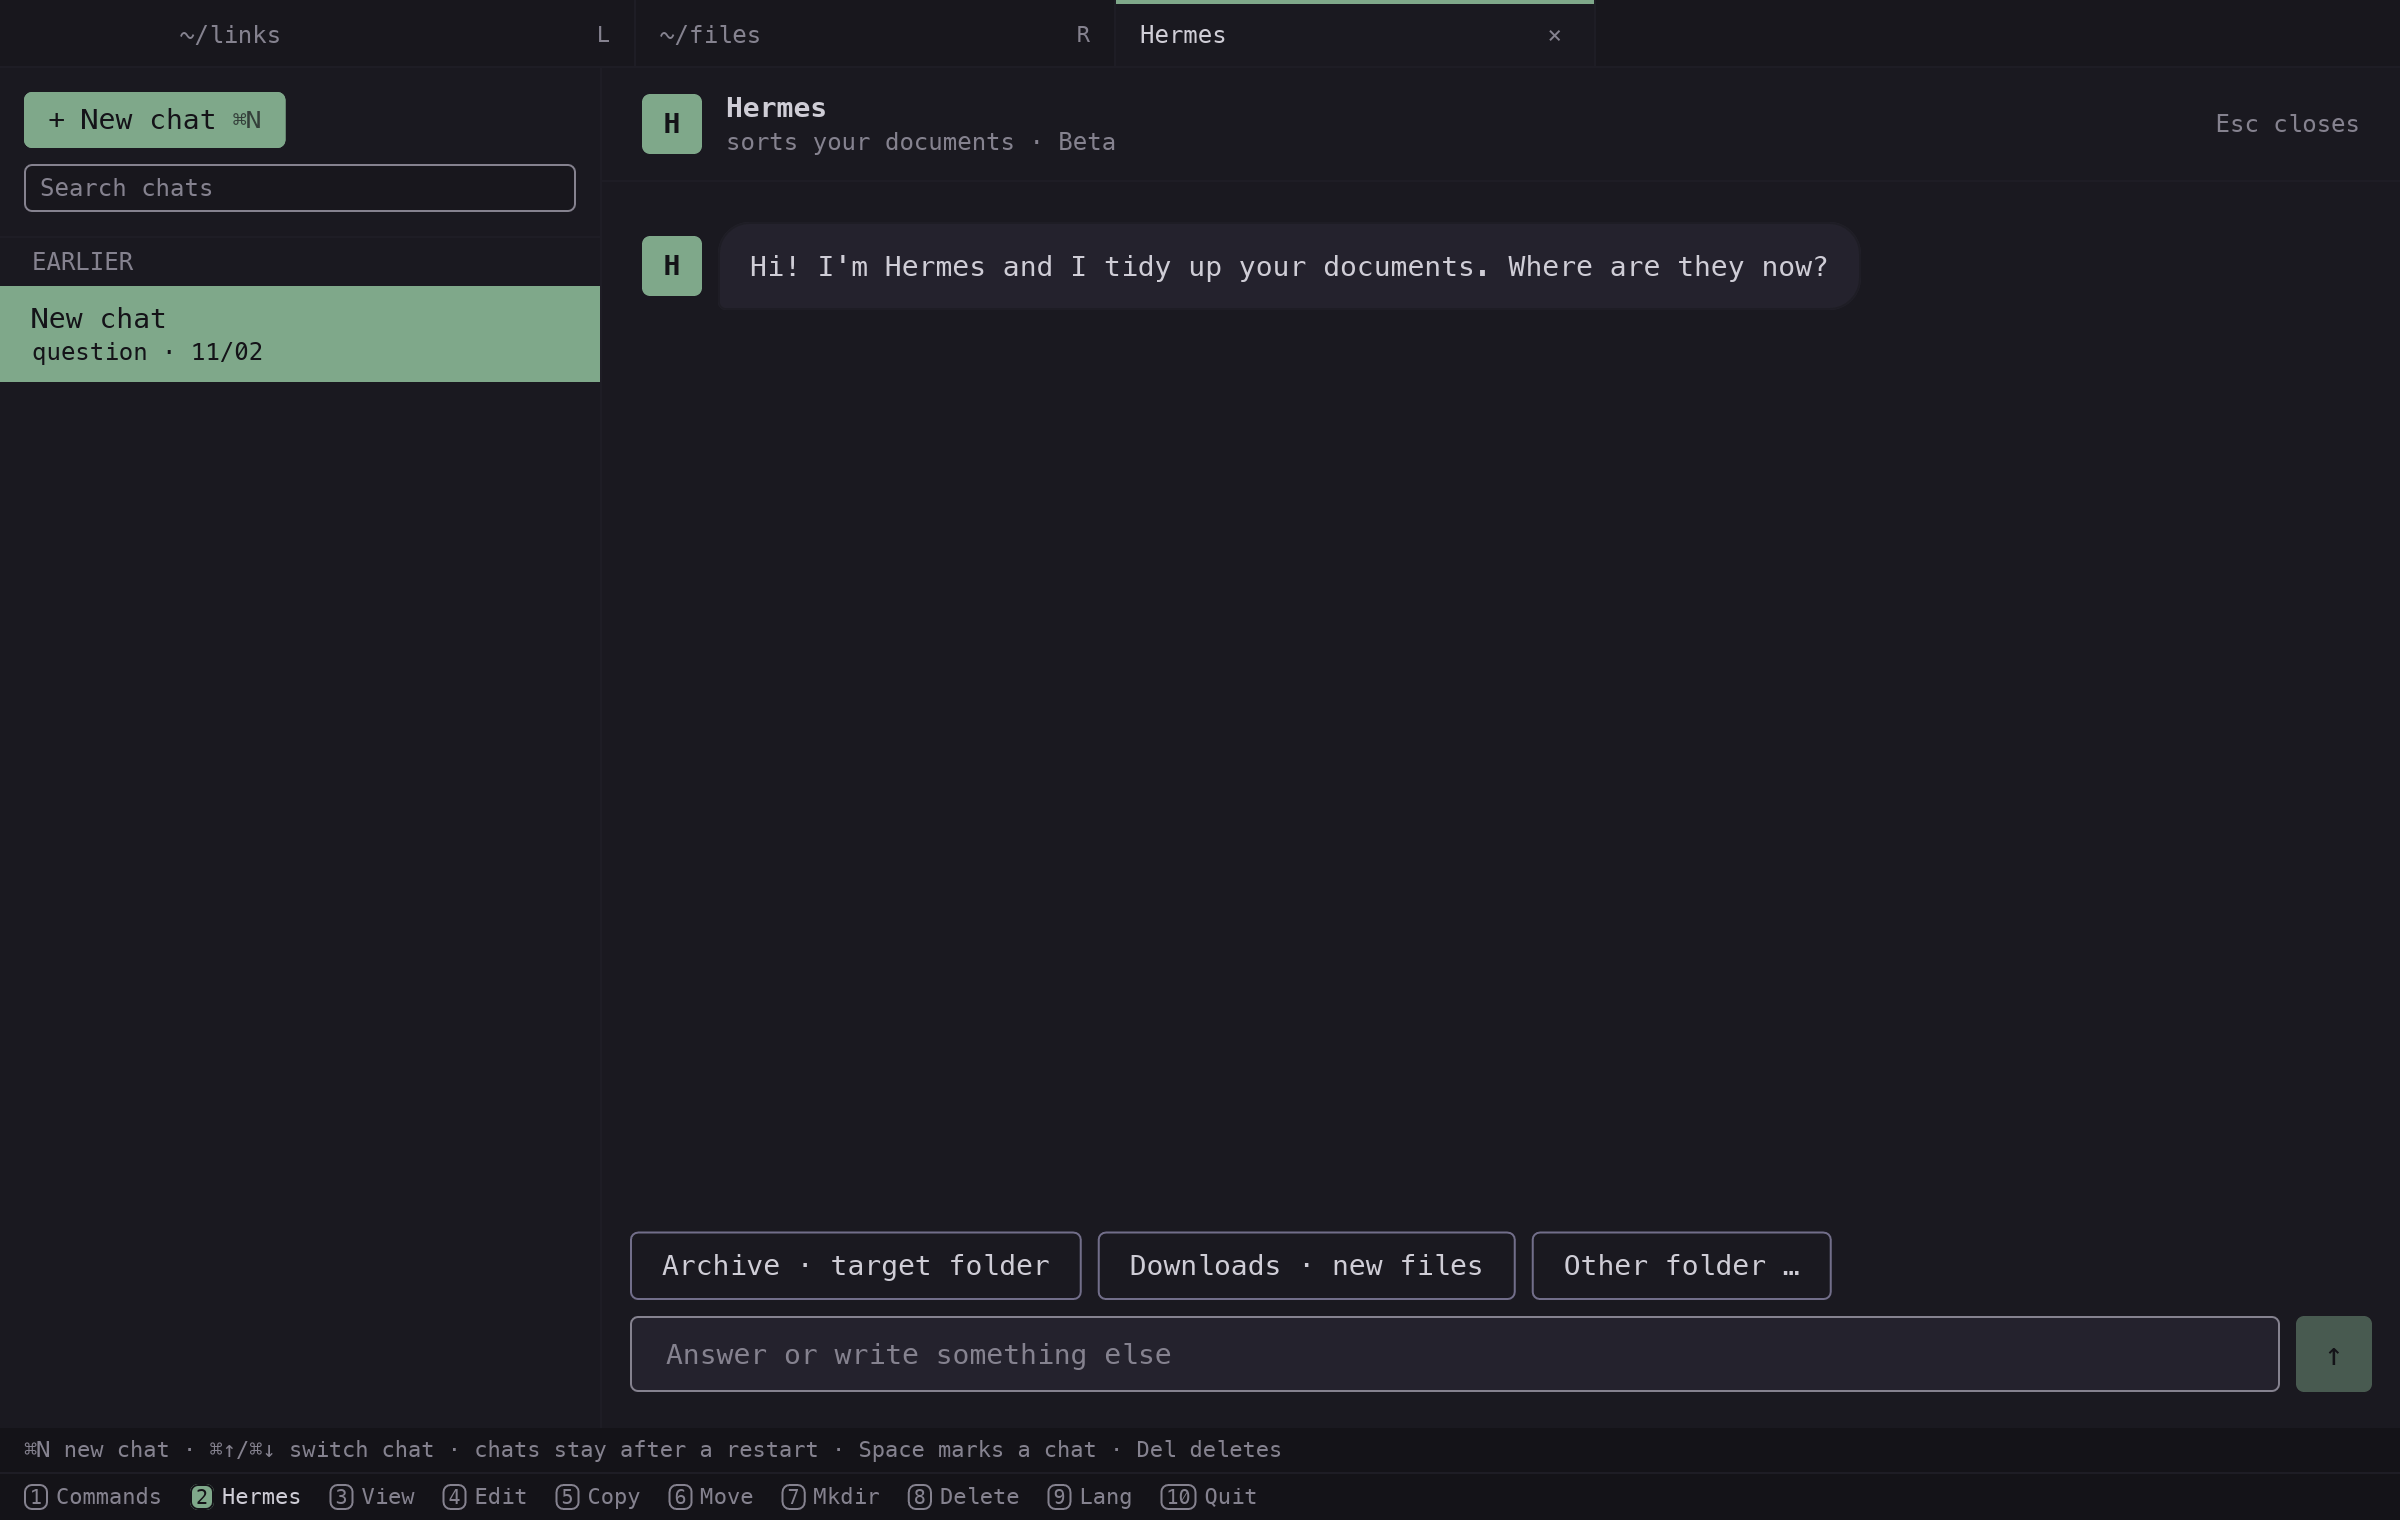 ~/links L ~/files R Hermes ×
+ New chat ⌘N
Search chats
EARLIER
New chat
question · 11/02
H Hermes
sorts your documents · Beta
Esc closes
H Hi! I'm Hermes and I tidy up your documents. Where are they now?
Archive · target folder Downloads · new files Other folder …
Answer or write something else ↑
⌘N new chat · ⌘↑/⌘↓ switch chat · chats stay after a restart · Space marks a chat · Del deletes
1 Commands 2 Hermes 3 View 4 Edit 5 Copy 6 Move 7 Mkdir 8 Delete 9 Lang 10 Quit